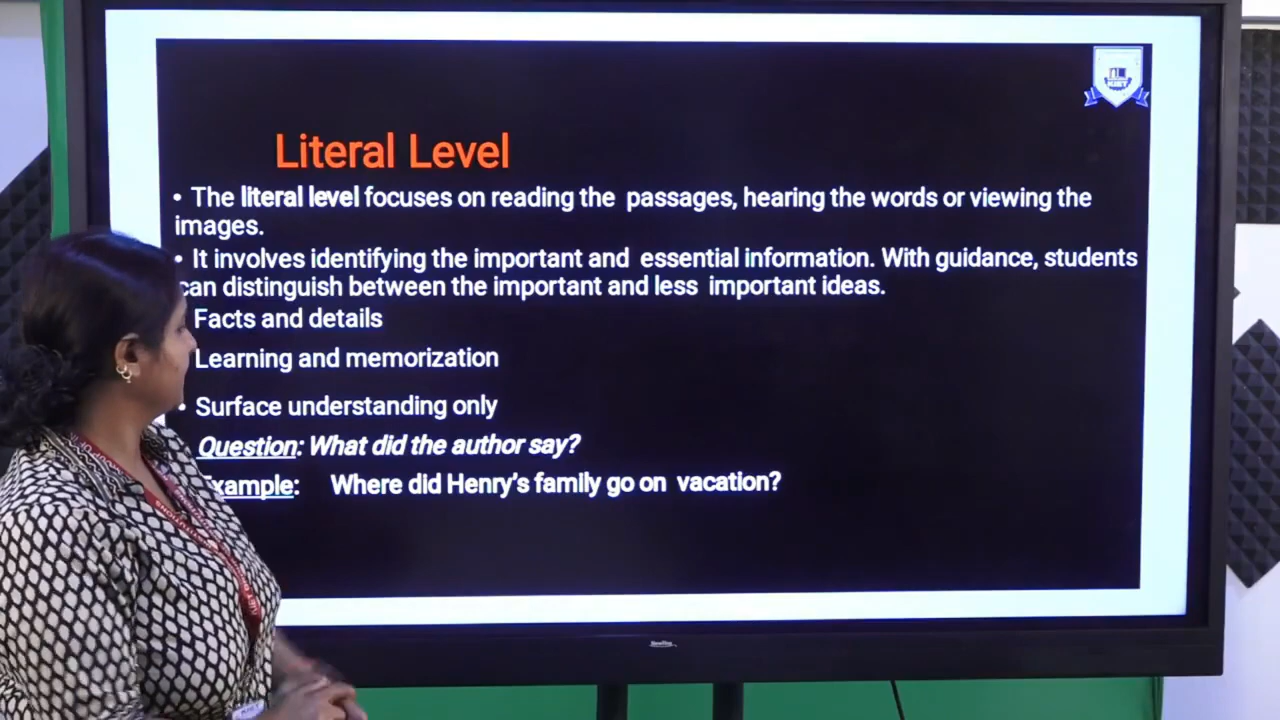 Literal Level
• The literal level focuses on reading the passages, hearing the words or viewing the
images.
• It involves identifying the important and essential information. With guidance, students
can distinguish between the important and less important ideas.
Facts and details
Learning and memorization
• Surface understanding only
Question: What did the author say?
Example: Where did Henry's family go on vacation?